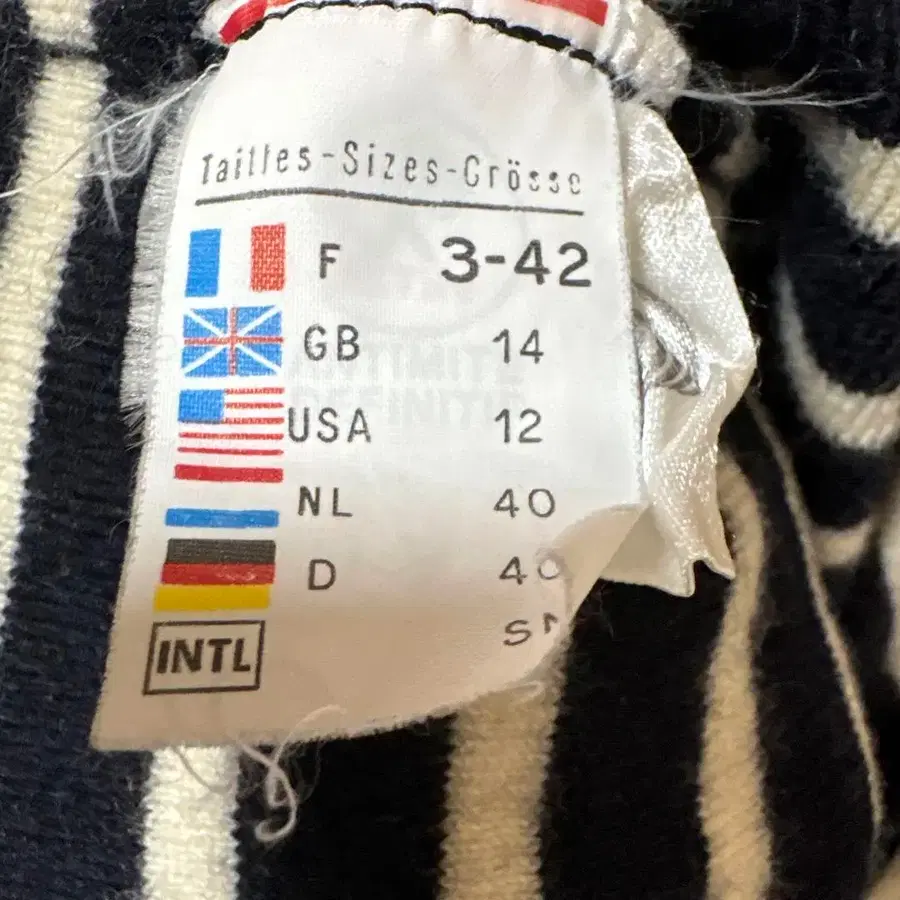 Tailles-Sizes-Grösse
F 3-42
GB 14
USA 12
NL 40
D 40
INTL